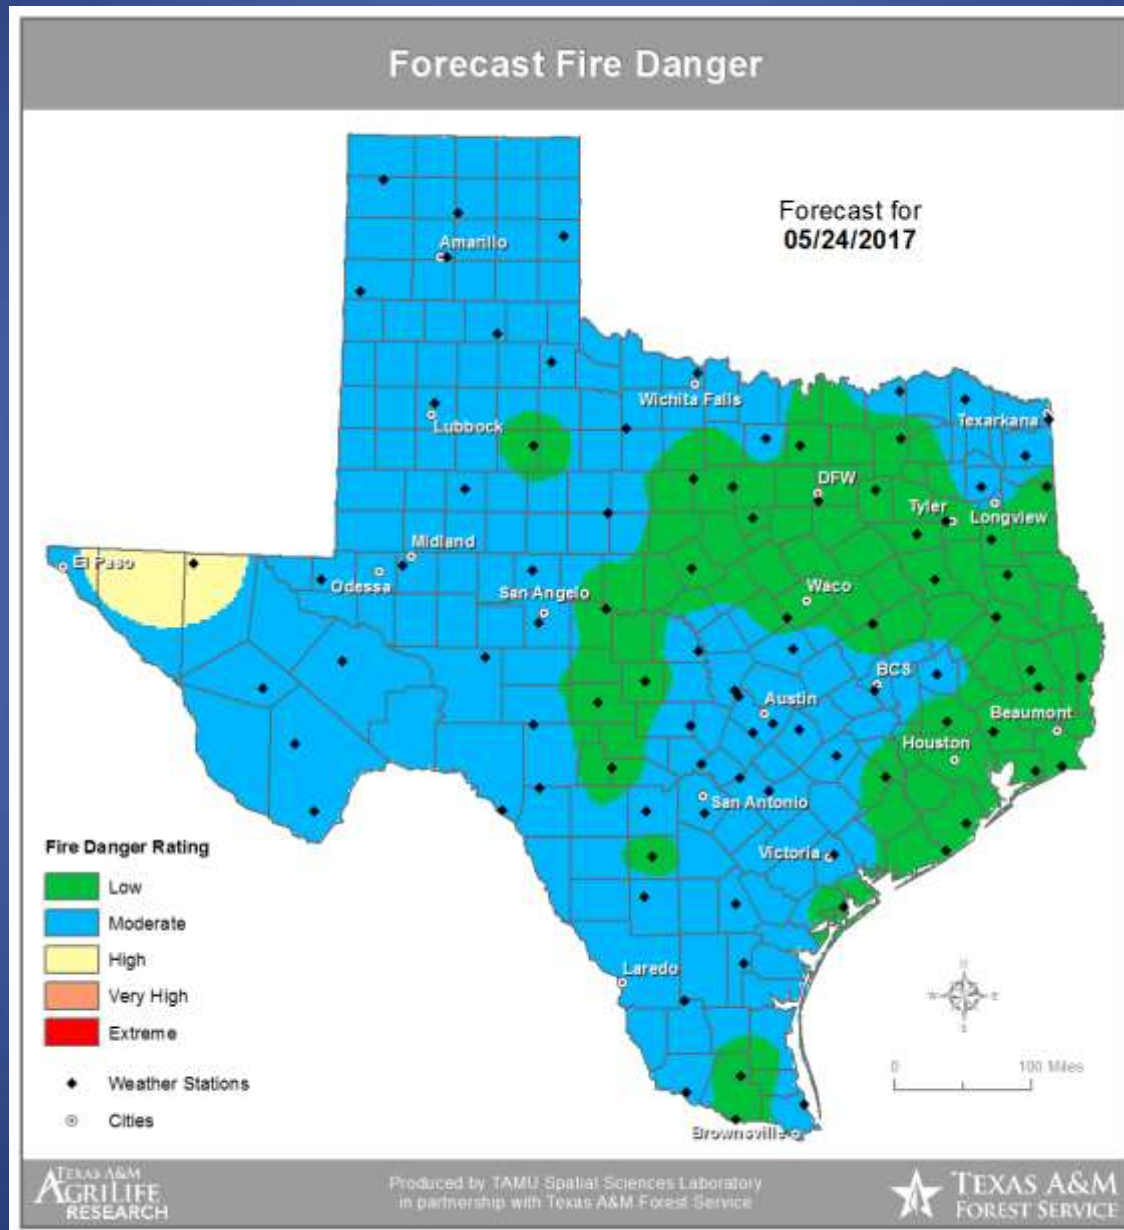 Forecast Fire Danger
Forecast for
05/24/2017
Amarillo
Wichita Falls
Lubbock
Texarkana
DFW
Tyler
Longview
El Paso
Midland
Odessa
San Angelo
Waco
BCS
Austin
Beaumont
Houston
San Antonio
Victoria
Laredo
Brownsville
Fire Danger Rating
Low
Moderate
High
Very High
Extreme
Weather Stations
Cities
N
W E
S
0 100 Miles
TEXAS A&M
AGRILIFE
RESEARCH
Produced by TAMU Spatial Sciences Laboratory
in partnership with Texas A&M Forest Service
TEXAS A&M
FOREST SERVICE